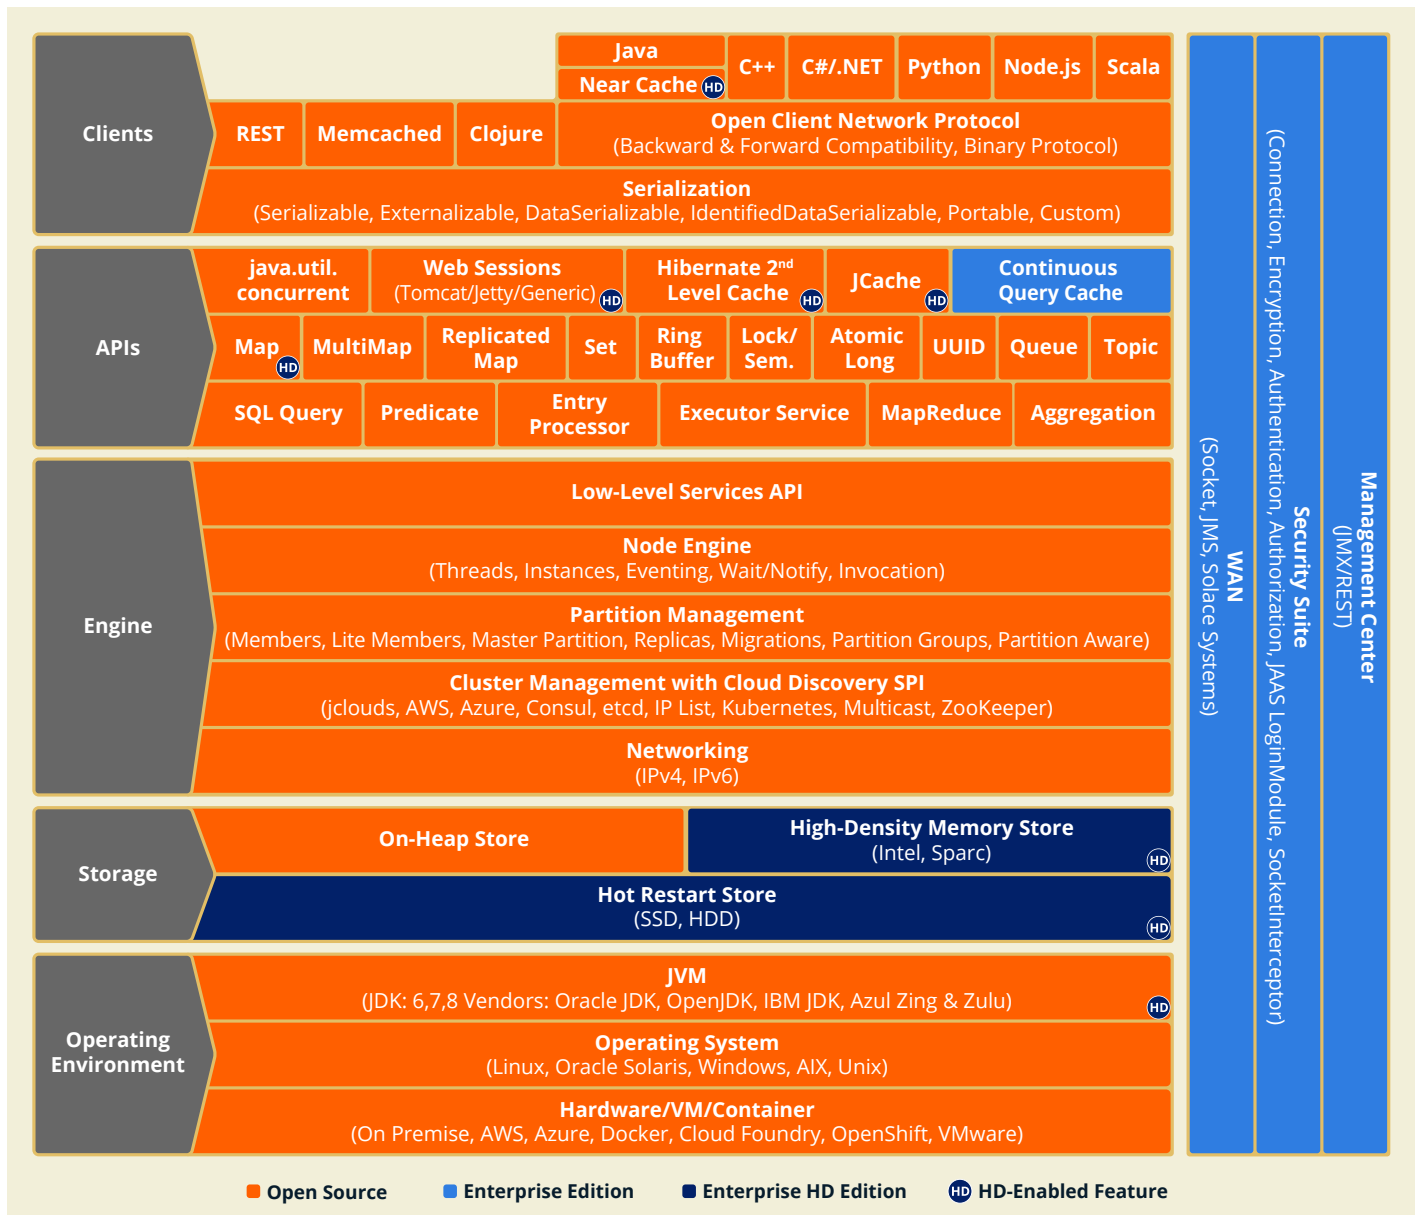 Clients
Java
Near Cache HD
C++
C#/.NET
Python
Node.js
Scala
REST
Memcached
Clojure
Open Client Network Protocol
(Backward & Forward Compatibility, Binary Protocol)
Serialization
(Serializable, Externalizable, DataSerializable, IdentifiedDataSerializable, Portable, Custom)
APIs
java.util.
concurrent
Web Sessions
(Tomcat/Jetty/Generic) HD
Hibernate 2nd
Level Cache HD
JCache
HD
Continuous
Query Cache
Map
HD
MultiMap
Replicated
Map
Set
Ring
Buffer
Lock/
Sem.
Atomic
Long
UUID
Queue
Topic
SQL Query
Predicate
Entry
Processor
Executor Service
MapReduce
Aggregation
Engine
Low-Level Services API
Node Engine
(Threads, Instances, Eventing, Wait/Notify, Invocation)
Partition Management
(Members, Lite Members, Master Partition, Replicas, Migrations, Partition Groups, Partition Aware)
Cluster Management with Cloud Discovery SPI
(jclouds, AWS, Azure, Consul, etcd, IP List, Kubernetes, Multicast, ZooKeeper)
Networking
(IPv4, IPv6)
Storage
On-Heap Store
High-Density Memory Store
(Intel, Sparc)
HD
Hot Restart Store
(SSD, HDD)
HD
Operating
Environment
JVM
(JDK: 6,7,8 Vendors: Oracle JDK, OpenJDK, IBM JDK, Azul Zing & Zulu)
HD
Operating System
(Linux, Oracle Solaris, Windows, AIX, Unix)
Hardware/VM/Container
(On Premise, AWS, Azure, Docker, Cloud Foundry, OpenShift, VMware)
WAN
(Socket, JMS, Solace Systems)
Security Suite
(Connection, Encryption, Authentication, Authorization, JAAS LoginModule, SocketInterceptor)
Management Center
(JMX/REST)
Open Source
Enterprise Edition
Enterprise HD Edition
HD HD-Enabled Feature